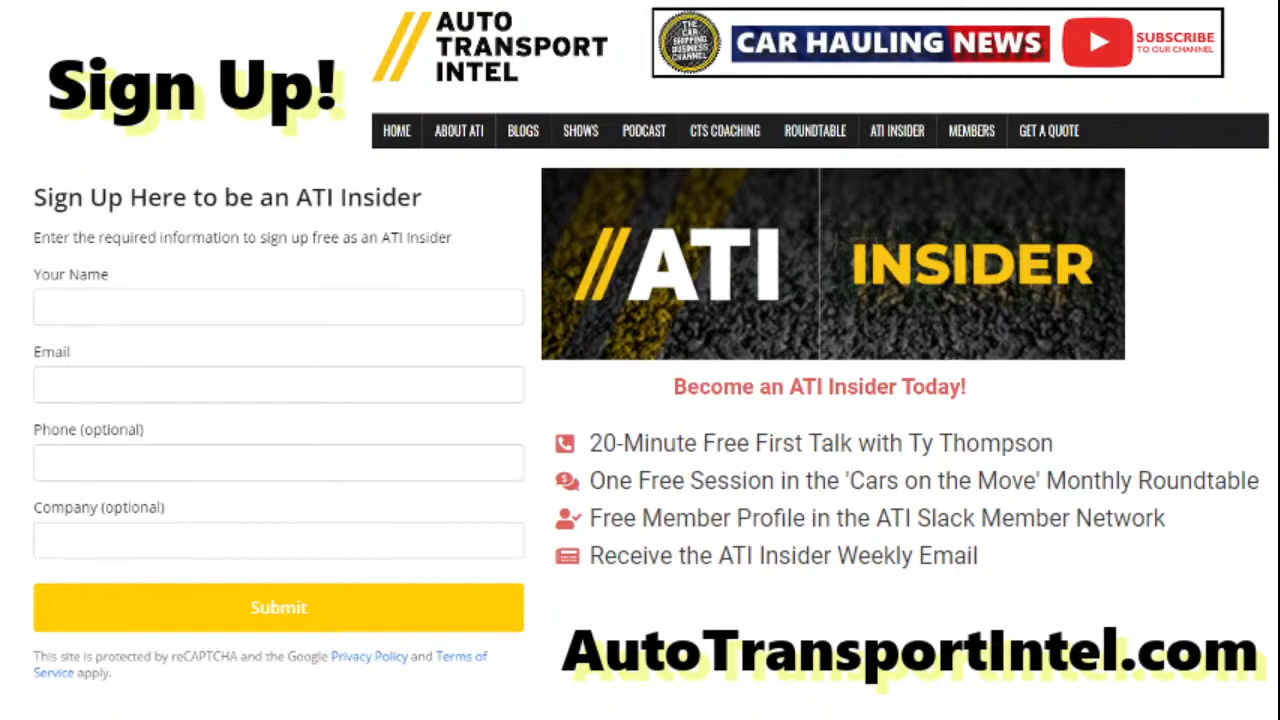 Sign Up!
AUTO
TRANSPORT
INTEL
THE
CAR
SHIPPING
BUSINESS
CHANNEL
CAR HAULING NEWS
SUBSCRIBE
TO OUR CHANNEL
HOME ABOUT ATI BLOGS SHOWS PODCAST CTS COACHING ROUNDTABLE ATI INSIDER MEMBERS GET A QUOTE
Sign Up Here to be an ATI Insider
Enter the required information to sign up free as an ATI Insider
Your Name
Email
Phone (optional)
Company (optional)
Submit
This site is protected by reCAPTCHA and the Google Privacy Policy and Terms of
Service apply.
//ATI INSIDER
Become an ATI Insider Today!
20-Minute Free First Talk with Ty Thompson
One Free Session in the 'Cars on the Move' Monthly Roundtable
Free Member Profile in the ATI Slack Member Network
Receive the ATI Insider Weekly Email
AutoTransportIntel.com